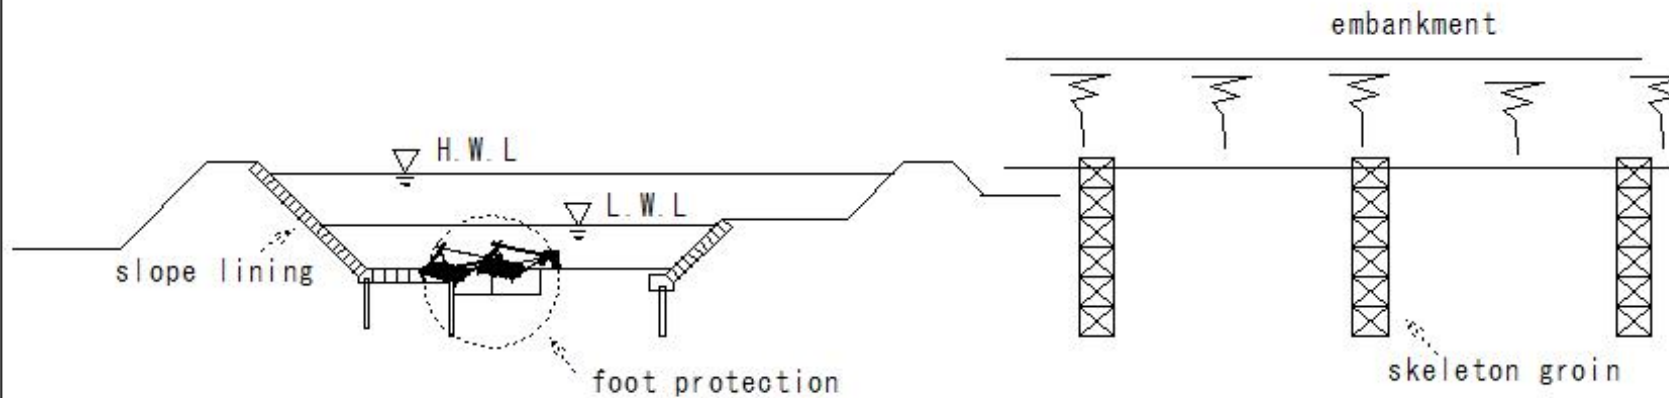 embankment
H.W.L
L.W.L
slope lining
foot protection
skeleton groin